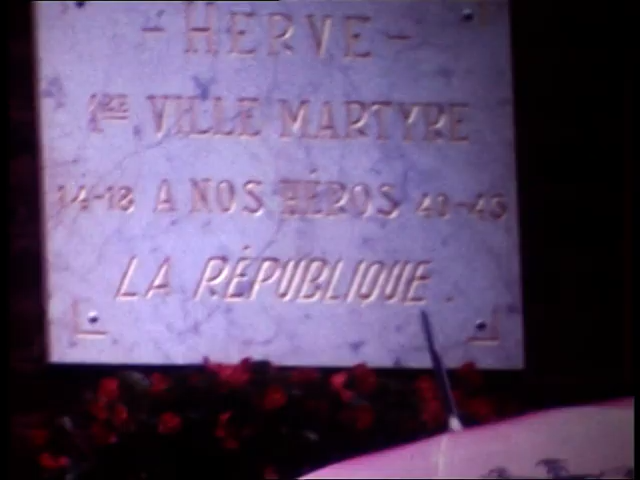 - HERVE -
1RE VILLE MARTYRE
14-18 A NOS HÉROS 40-45
LA RÉPUBLIQUE.